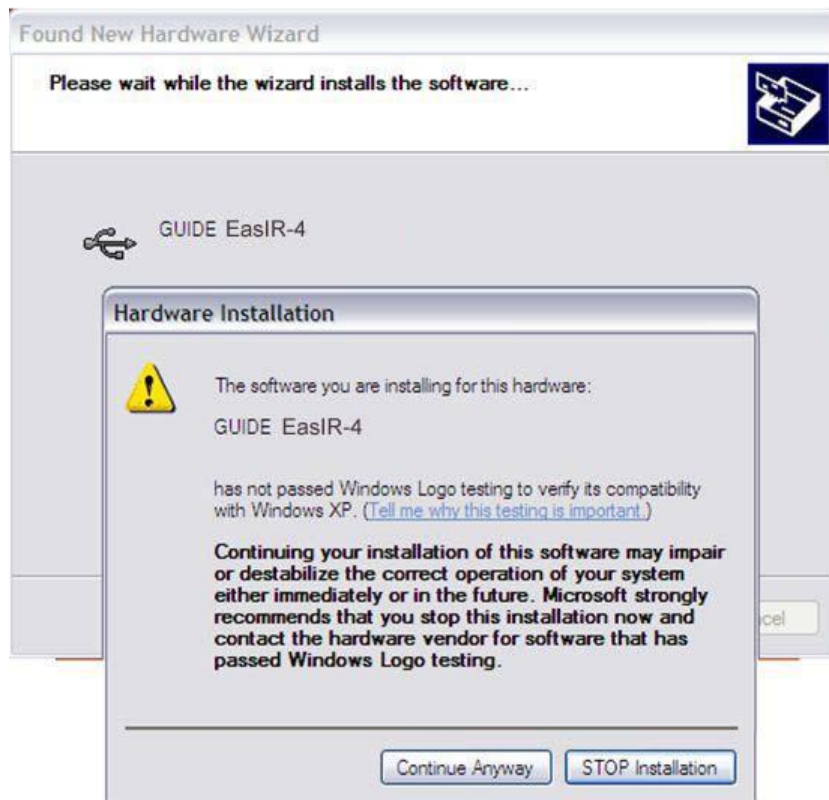 Found New Hardware Wizard
Please wait while the wizard installs the software...
GUIDE EasIR-4
Hardware Installation
The software you are installing for this hardware:
GUIDE EasIR-4
has not passed Windows Logo testing to verify its compatibility
with Windows XP. (Tell me why this testing is important.)
Continuing your installation of this software may impair
or destabilize the correct operation of your system
either immediately or in the future. Microsoft strongly
recommends that you stop this installation now and
contact the hardware vendor for software that has
passed Windows Logo testing.
Continue Anyway
STOP Installation